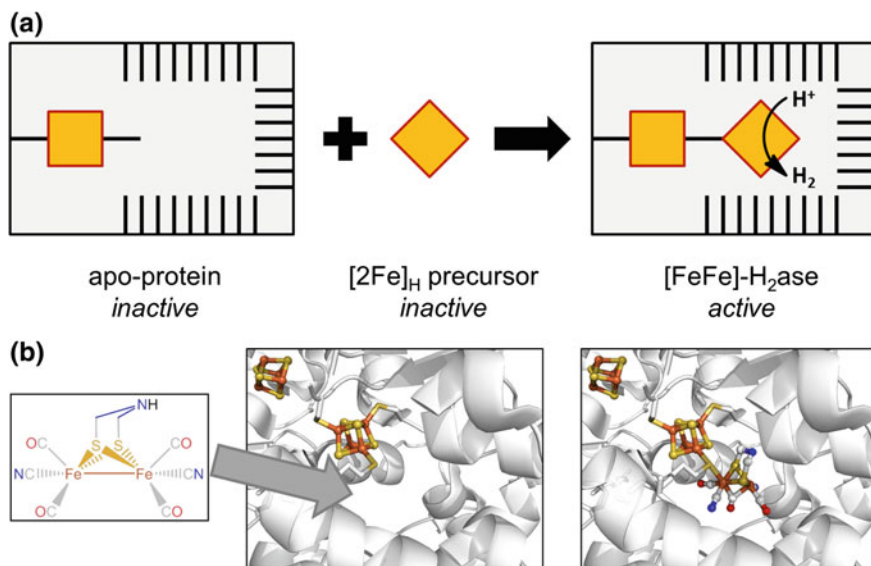 (a)
H⁺
H₂
apo-protein
inactive
[2Fe]H precursor
inactive
[FeFe]-H₂ase
active
(b)
NH
S S
OC CO
NC Fe Fe CN
OC CO